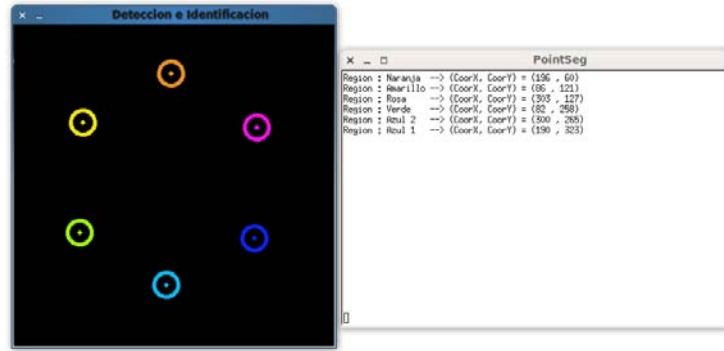 Deteccion e Identificacion
PointSeg
Region : Naranja --> (CoorX, CoorY) = (196 , 60)
Region : Amarillo --> (CoorX, CoorY) = (86 , 121)
Region : Rosa --> (CoorX, CoorY) = (303 , 127)
Region : Verde --> (CoorX, CoorY) = (82 , 258)
Region : Azul 2 --> (CoorX, CoorY) = (300 , 265)
Region : Azul 1 --> (CoorX, CoorY) = (190 , 323)